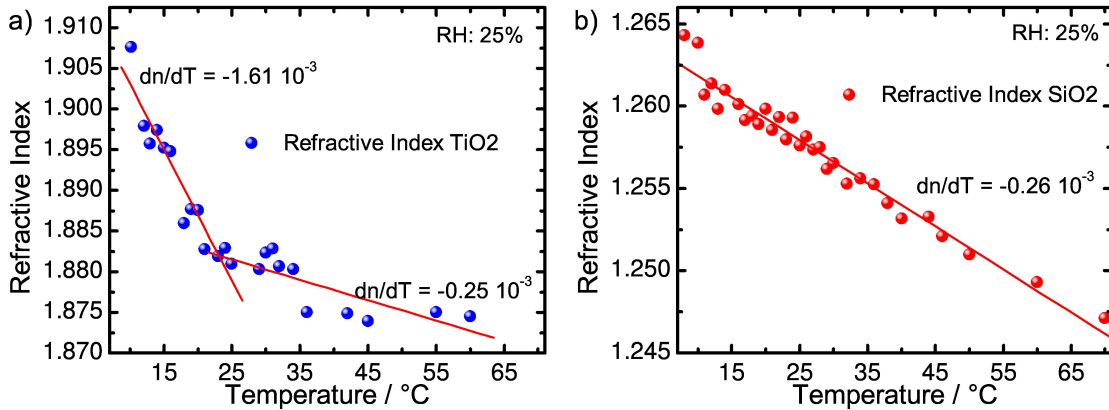 a)
RH: 25%
dn/dT = -1.61 10⁻³
Refractive Index TiO2
dn/dT = -0.25 10⁻³
Refractive Index
1.910
1.905
1.900
1.895
1.890
1.885
1.880
1.875
1.870
15 25 35 45 55 65
Temperature / °C
b)
RH: 25%
Refractive Index SiO2
dn/dT = -0.26 10⁻³
Refractive Index
1.265
1.260
1.255
1.250
1.245
15 25 35 45 55 65
Temperature / °C